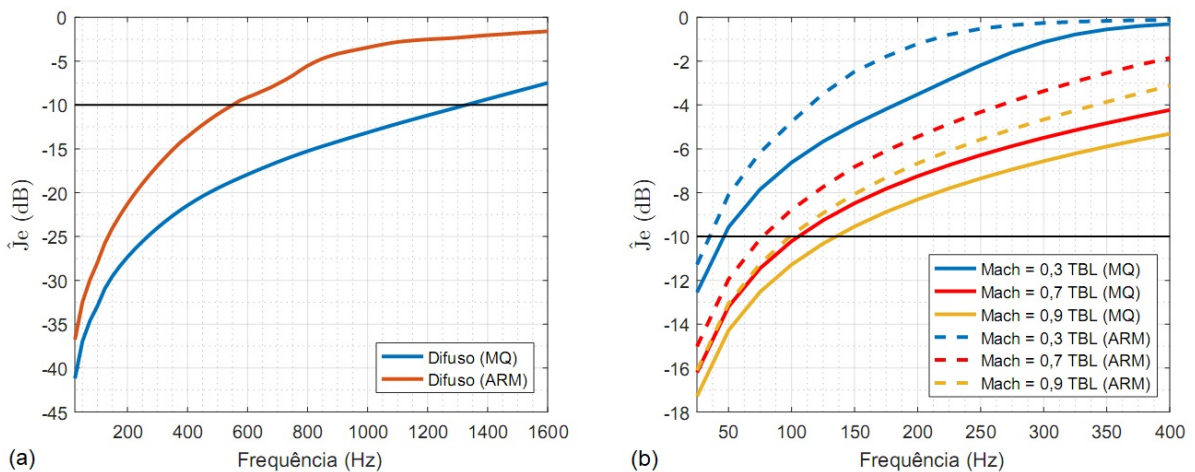 0
-5
-10
-15
-20
-25
-30
-35
-40
-45
Ĵe (dB)
200 400 600 800 1000 1200 1400 1600
Frequência (Hz)
Difuso (MQ)
Difuso (ARM)
(a)
0
-2
-4
-6
-8
-10
-12
-14
-16
-18
Ĵe (dB)
50 100 150 200 250 300 350 400
Frequência (Hz)
Mach = 0,3 TBL (MQ)
Mach = 0,7 TBL (MQ)
Mach = 0,9 TBL (MQ)
Mach = 0,3 TBL (ARM)
Mach = 0,7 TBL (ARM)
Mach = 0,9 TBL (ARM)
(b)